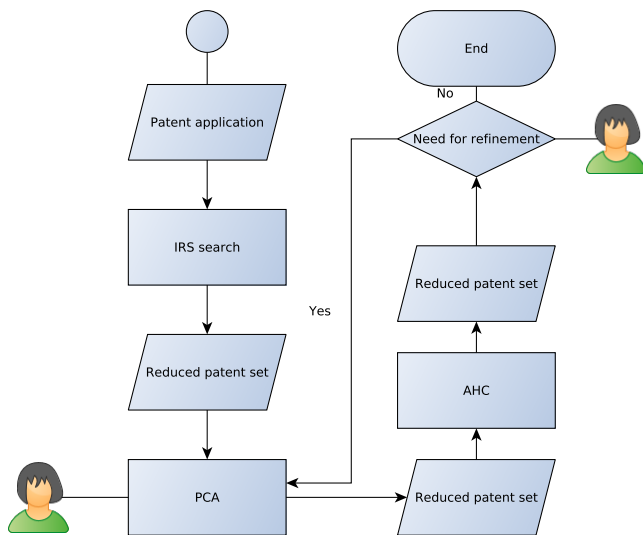 Patent application
IRS search
Reduced patent set
PCA
Reduced patent set
AHC
Reduced patent set
Need for refinement
Yes
No
End